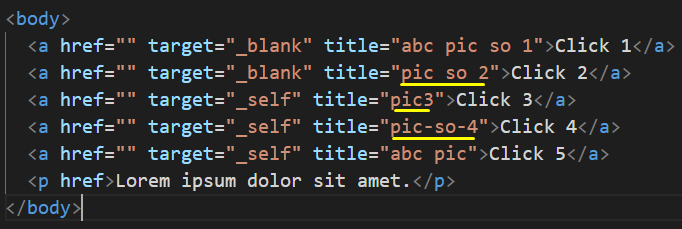 <body>
<a href="" target="_blank" title="abc pic so 1">Click 1</a>
<a href="" target="_blank" title="pic so 2">Click 2</a>
<a href="" target="_self" title="pic3">Click 3</a>
<a href="" target="_self" title="pic-so-4">Click 4</a>
<a href="" target="_self" title="abc pic">Click 5</a>
<p href>Lorem ipsum dolor sit amet.</p>
</body>